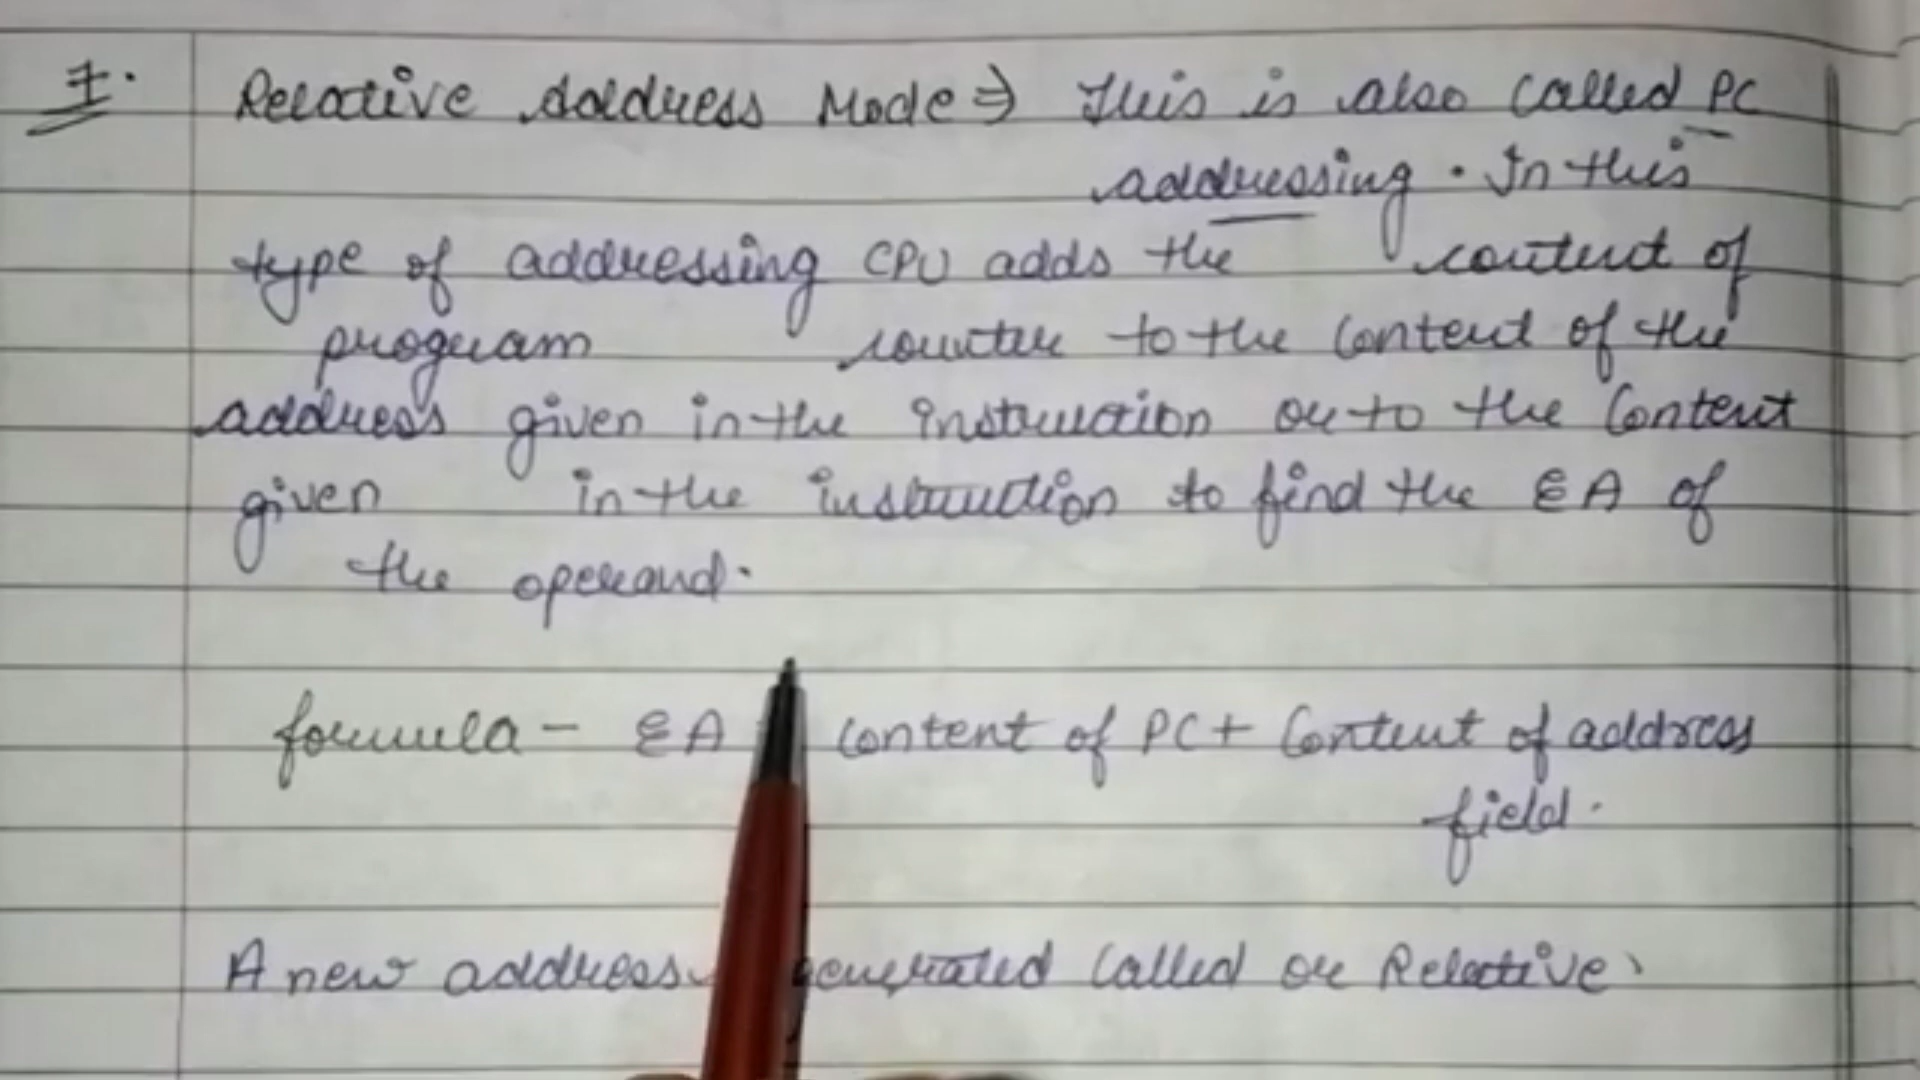 7.
Relative Address Mode ⇒ This is also called PC
addressing. In this
type of addressing CPU adds the content of
program counter to the content of the
address given in the instruction or to the content
given in the instruction to find the EA of
the operand.
formula - EA content of PC + Content of address
field.
A new address generated called or Relative.